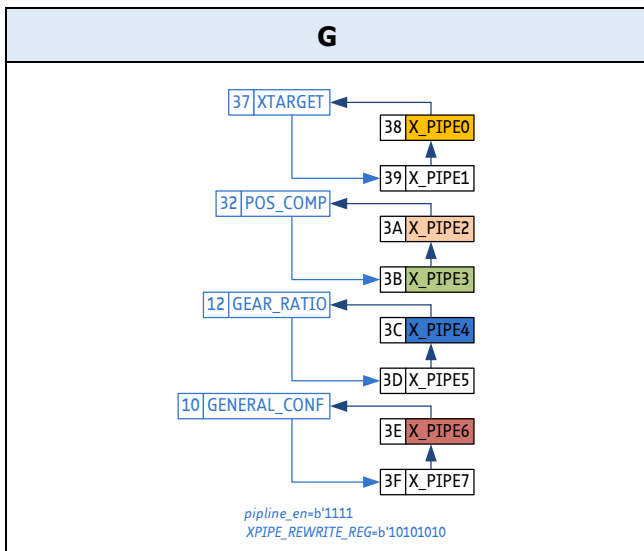 G
37 XTARGET
38 X_PIPE0
39 X_PIPE1
32 POS_COMP
3A X_PIPE2
3B X_PIPE3
12 GEAR_RATIO
3C X_PIPE4
3D X_PIPE5
10 GENERAL_CONF
3E X_PIPE6
3F X_PIPE7
pipline_en=b'1111
XPIPE_REWRITE_REG=b'10101010